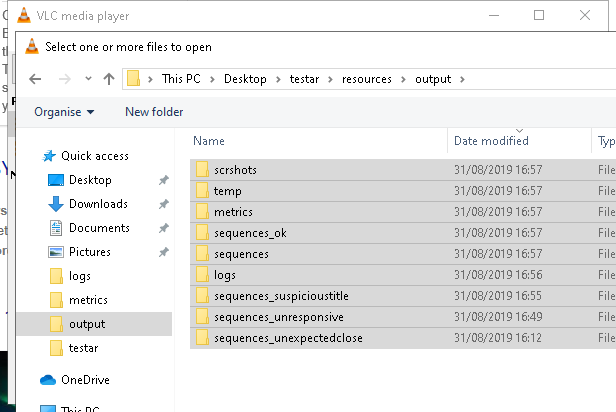 VLC media player
Select one or more files to open
This PC > Desktop > testar > resources > output >
Organise New folder
Name Date modified Typ
Quick access
Desktop
Downloads
Documents
Pictures
logs
metrics
output
testar
OneDrive
This PC
scrshots 31/08/2019 16:57 File
temp 31/08/2019 16:57 File
metrics 31/08/2019 16:57 File
sequences_ok 31/08/2019 16:57 File
sequences 31/08/2019 16:57 File
logs 31/08/2019 16:56 File
sequences_suspicioustitle 31/08/2019 16:55 File
sequences_unresponsive 31/08/2019 16:49 File
sequences_unexpectedclose 31/08/2019 16:12 File